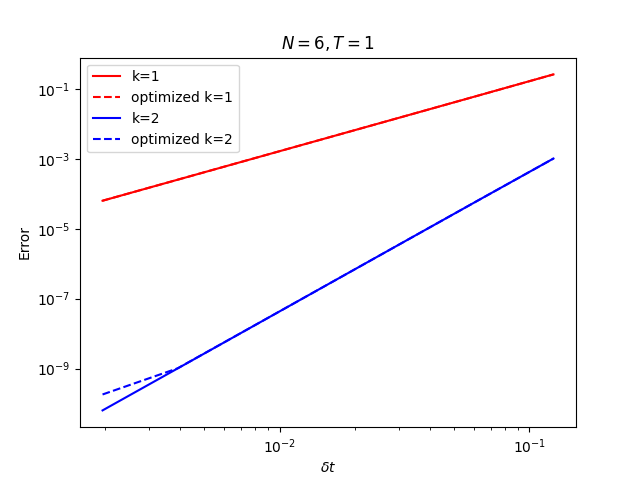 N = 6, T = 1
k=1
optimized k=1
k=2
optimized k=2
Error
10⁻¹
10⁻³
10⁻⁵
10⁻⁷
10⁻⁹
10⁻² 10⁻¹
δt